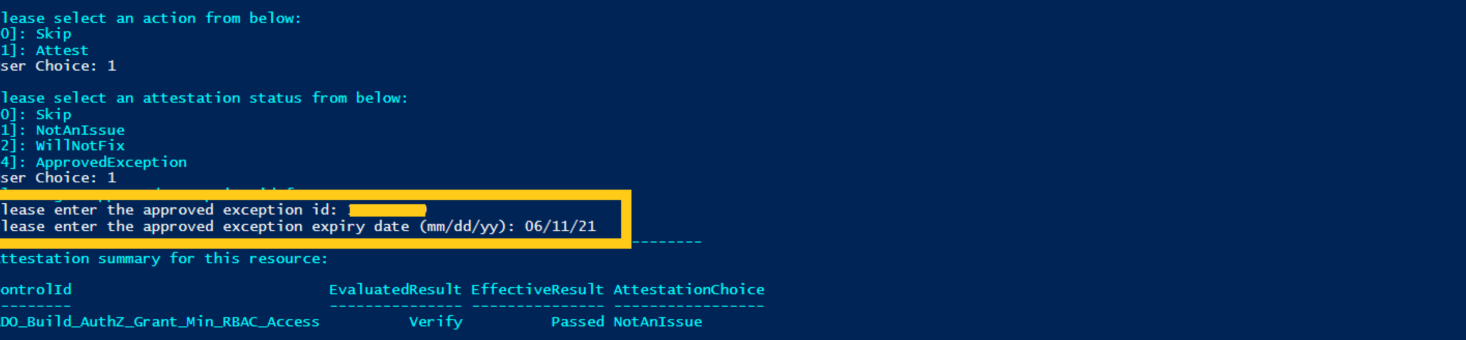 lease select an action from below:
0]: Skip
1]: Attest
ser Choice: 1
lease select an attestation status from below:
0]: Skip
1]: NotAnIssue
2]: WillNotFix
4]: ApprovedException
ser Choice: 1
lease enter the approved exception id:
lease enter the approved exception expiry date (mm/dd/yy): 06/11/21
--------
ttestation summary for this resource:
ontrolId EvaluatedResult EffectiveResult AttestationChoice
-------- --------------- --------------- -----------------
DO_Build_AuthZ_Grant_Min_RBAC_Access Verify Passed NotAnIssue